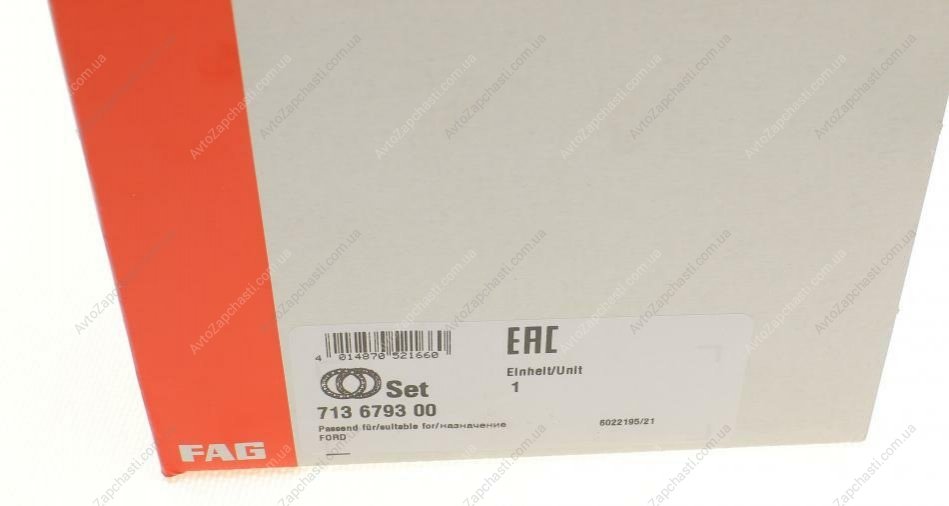 4 014870 521660
EAC
Set
Einheit/Unit
1
713 6793 00
Passend für/suitable for/назначение
FORD
6022195/21
FAG
AvtoZapchasti.com.ua